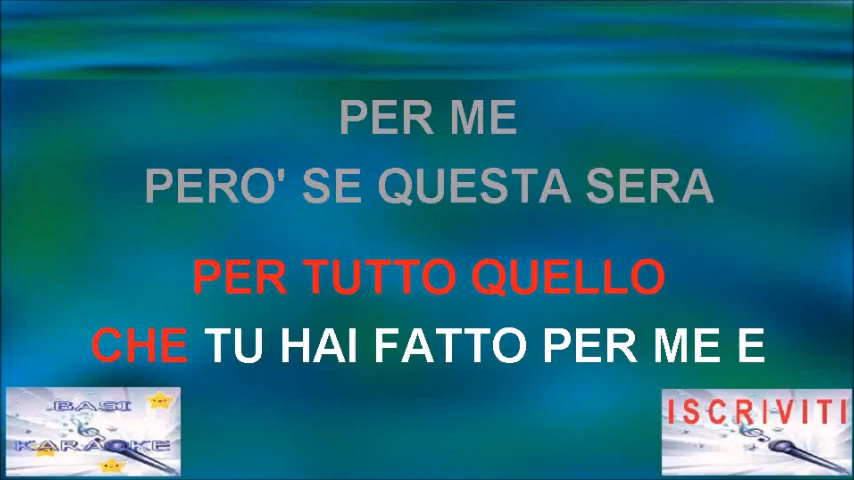 PER ME
PERO' SE QUESTA SERA
PER TUTTO QUELLO
CHE TU HAI FATTO PER ME E
BASI
KARAOKE
ISCRIVITI